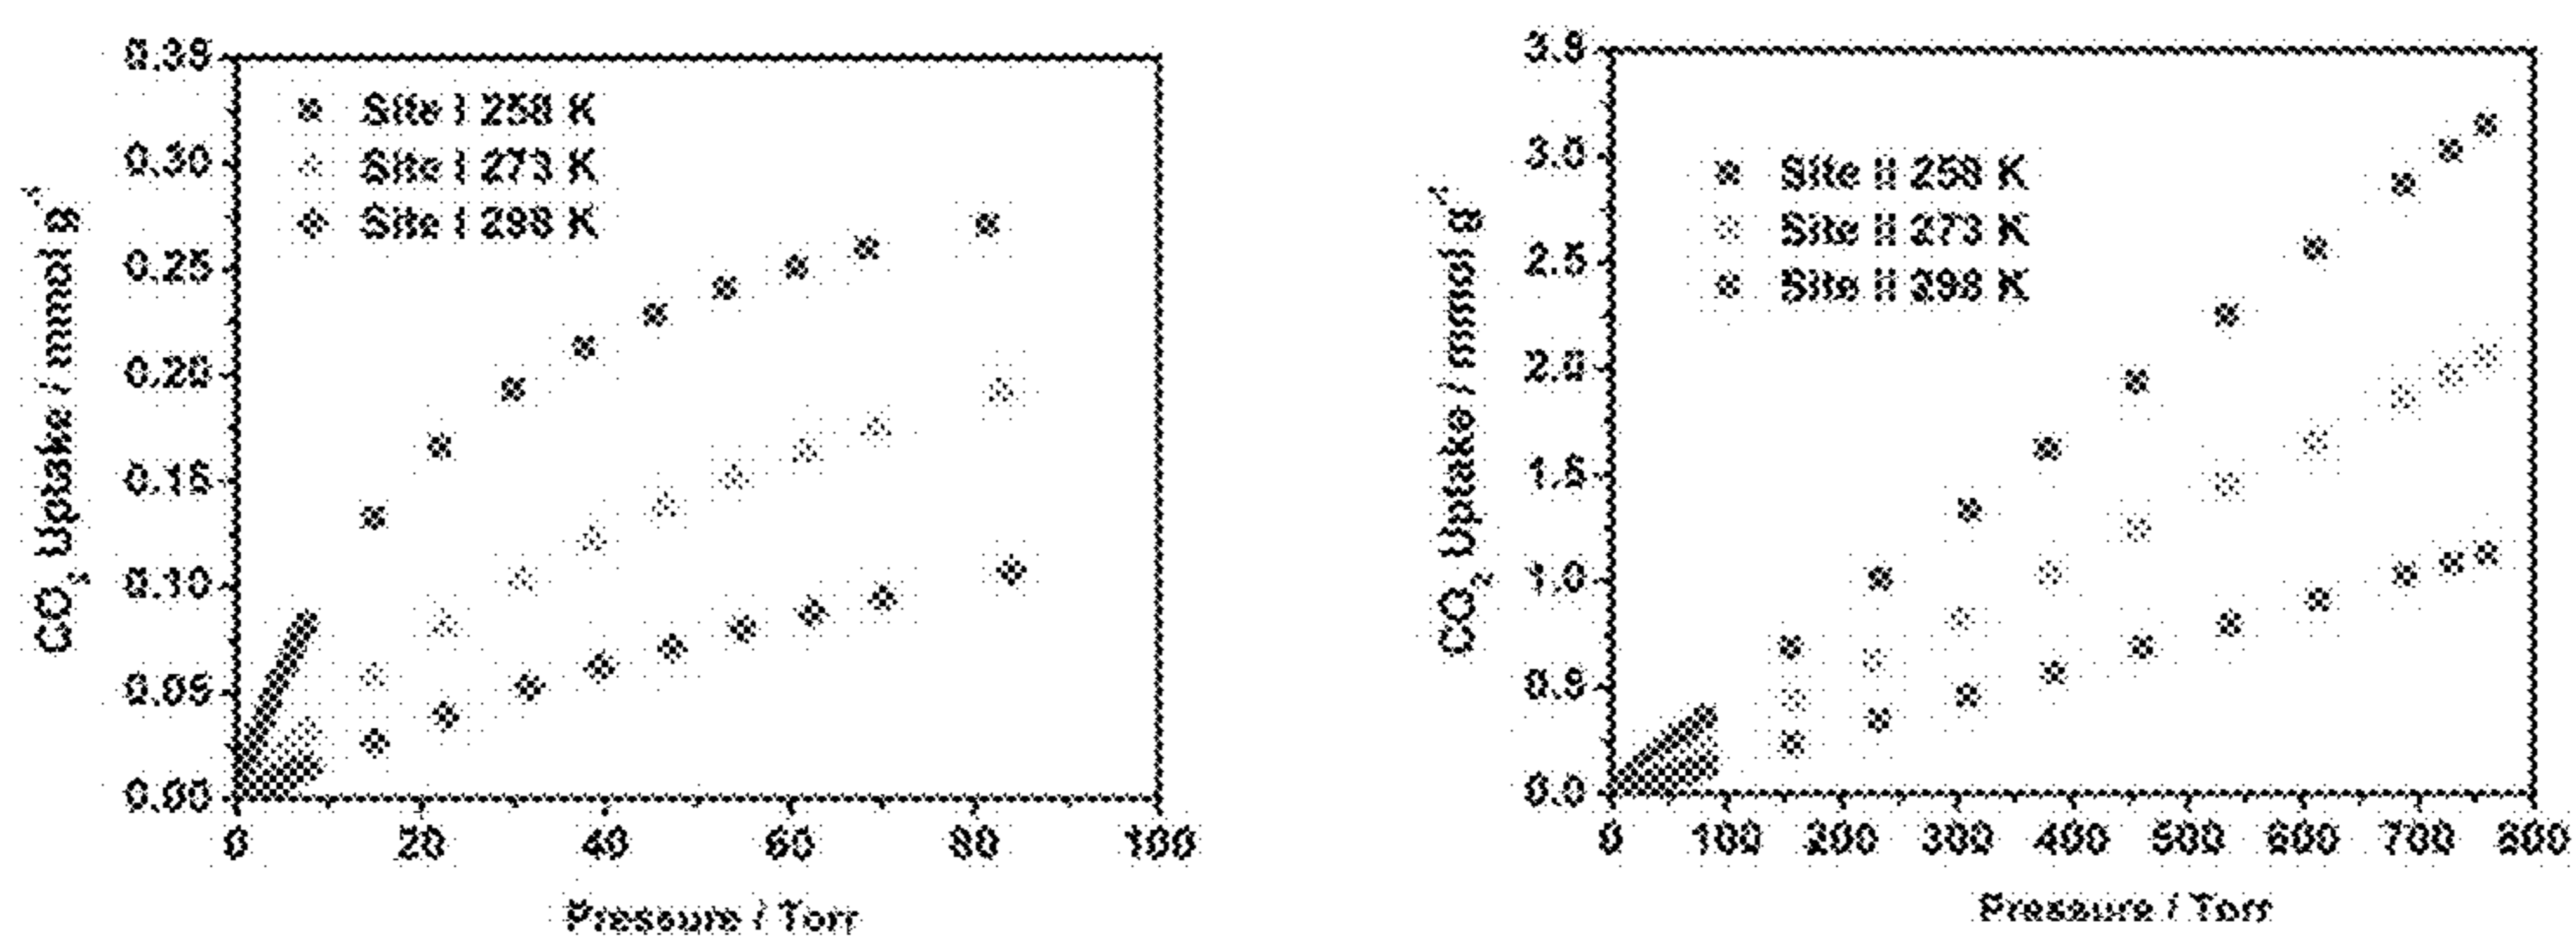 0.35
0.30
0.25
0.20
0.15
0.10
0.05
0.00
CO2 Uptake / mmol g-1
Site I 258 K
Site I 273 K
Site I 298 K
0 20 40 60 80 100
Pressure / Torr
3.5
3.0
2.5
2.0
1.5
1.0
0.5
0.0
CO2 Uptake / mmol g-1
Site II 258 K
Site II 273 K
Site II 298 K
0 100 200 300 400 500 600 700 800
Pressure / Torr